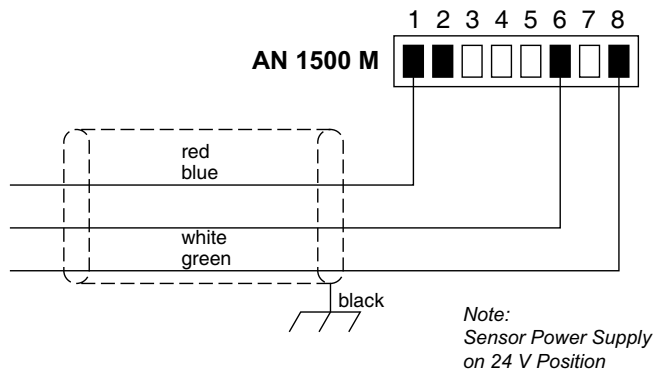 1 2 3 4 5 6 7 8
AN 1500 M
red
blue
white
green
black
Note:
Sensor Power Supply
on 24 V Position